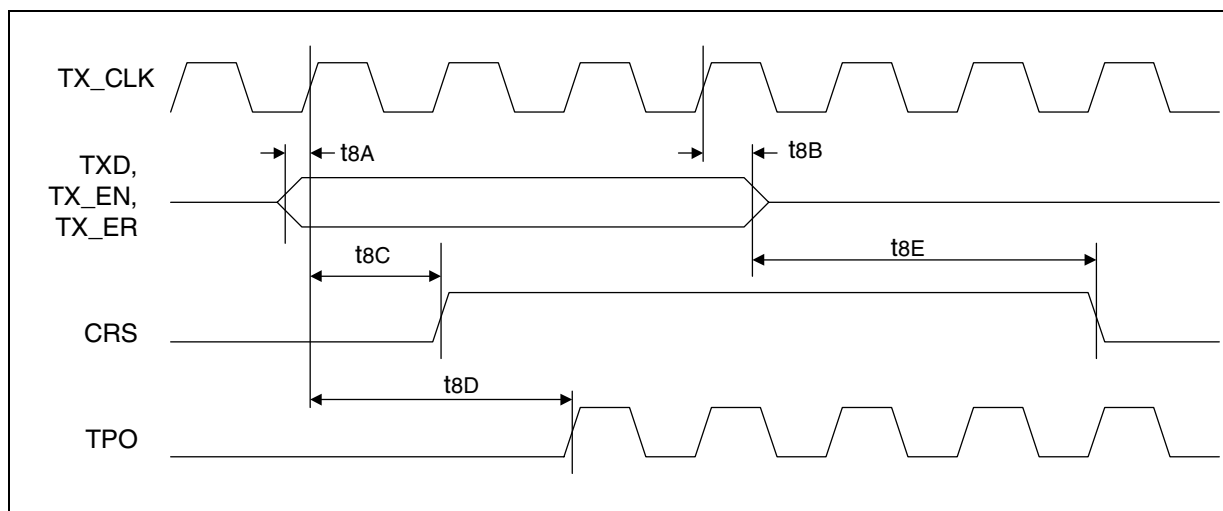 TX_CLK
t8A
t8B
TXD,
TX_EN,
TX_ER
t8C
t8E
CRS
t8D
TPO